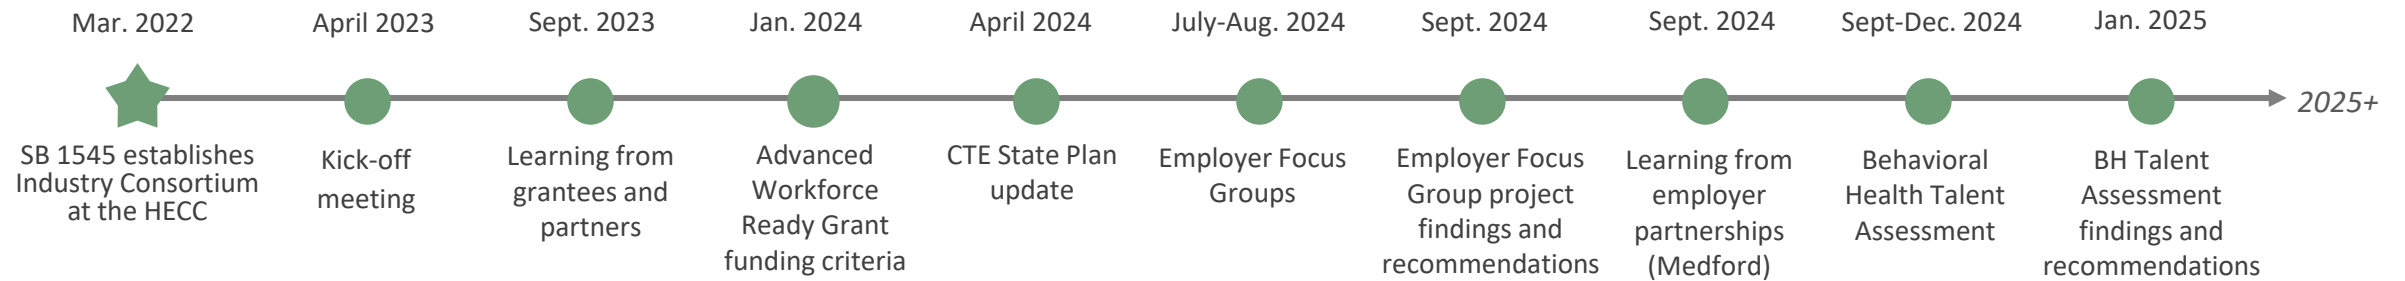 Mar. 2022
April 2023
Sept. 2023
Jan. 2024
April 2024
July-Aug. 2024
Sept. 2024
Sept. 2024
Sept-Dec. 2024
Jan. 2025
2025+
SB 1545 establishes
Industry Consortium
at the HECC
Kick-off
meeting
Learning from
grantees and
partners
Advanced
Workforce
Ready Grant
funding criteria
CTE State Plan
update
Employer Focus
Groups
Employer Focus
Group project
findings and
recommendations
Learning from
employer
partnerships
(Medford)
Behavioral
Health Talent
Assessment
BH Talent
Assessment
findings and
recommendations